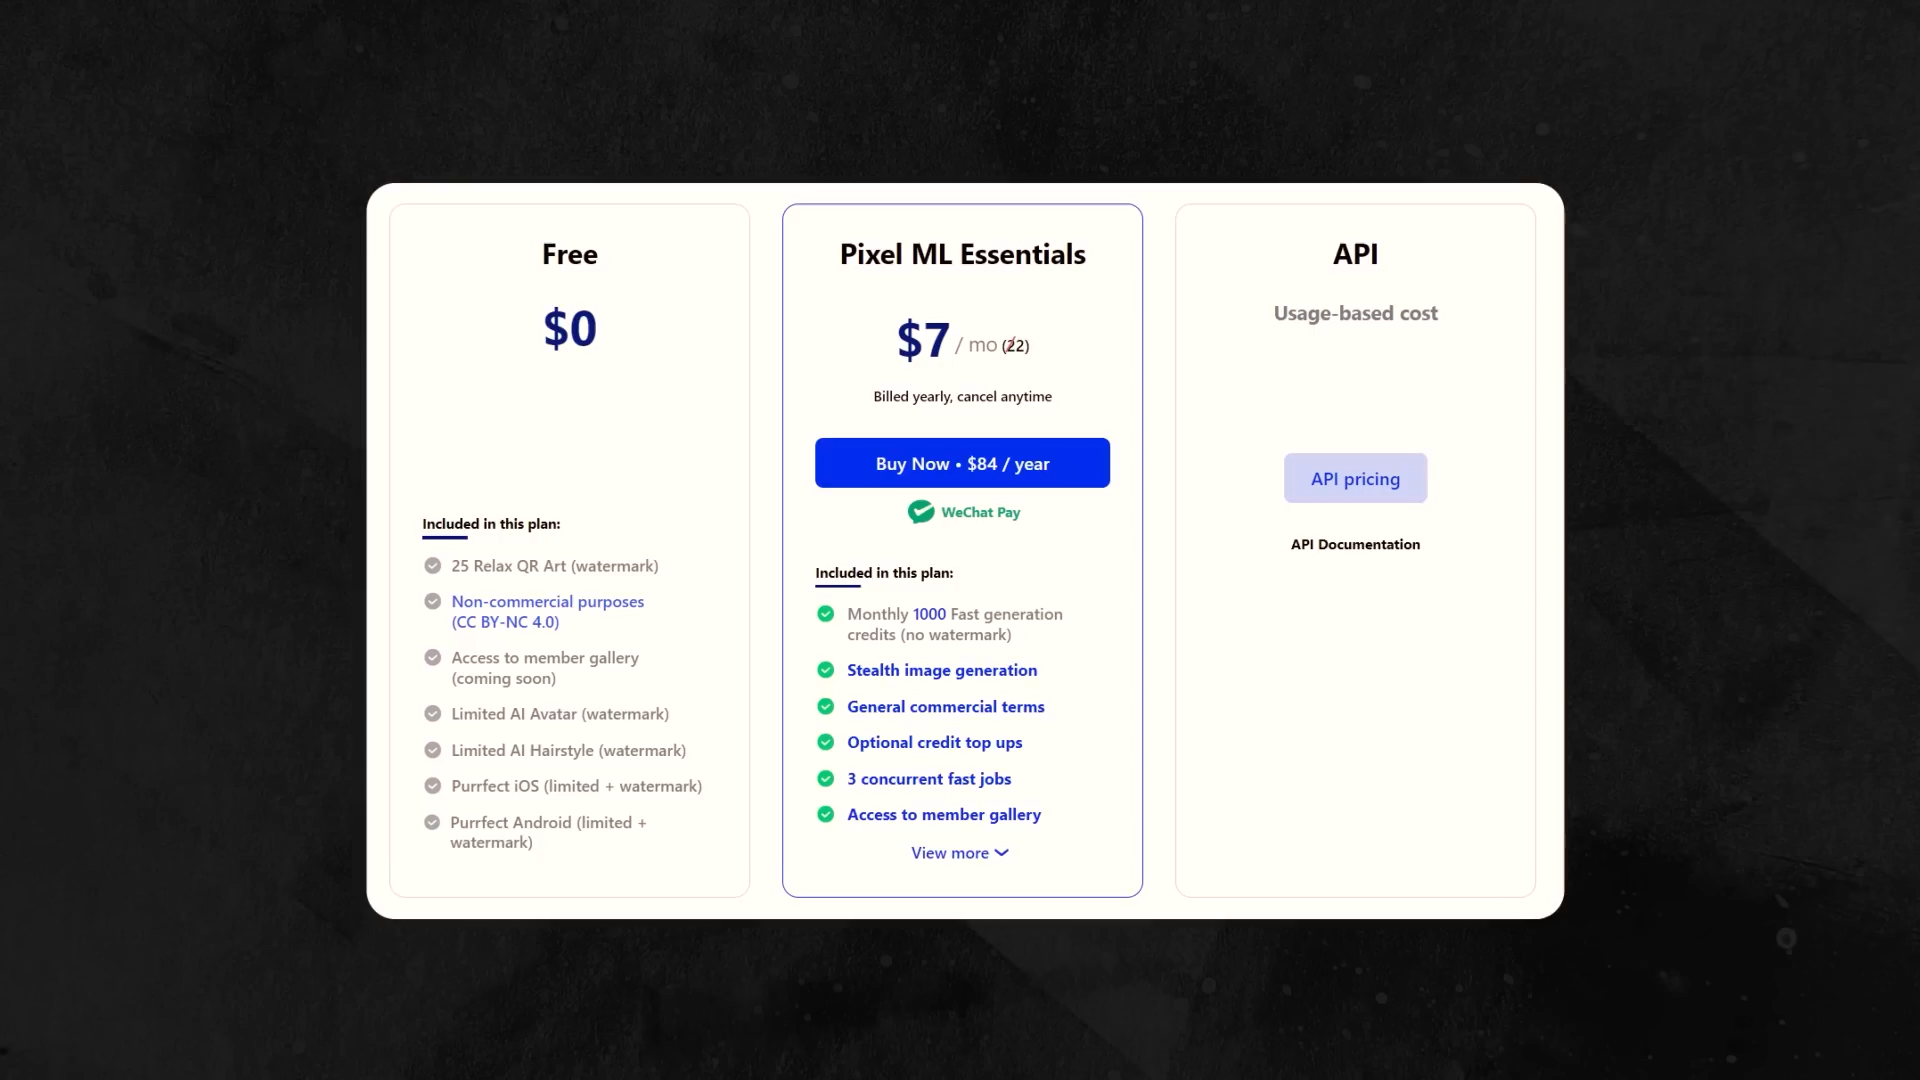 Free
$0
Included in this plan:
25 Relax QR Art (watermark)
Non-commercial purposes
(CC BY-NC 4.0)
Access to member gallery
(coming soon)
Limited AI Avatar (watermark)
Limited AI Hairstyle (watermark)
Purrfect iOS (limited + watermark)
Purrfect Android (limited +
watermark)
Pixel ML Essentials
$7 / mo (22)
Billed yearly, cancel anytime
Buy Now • $84 / year
WeChat Pay
Included in this plan:
Monthly 1000 Fast generation
credits (no watermark)
Stealth image generation
General commercial terms
Optional credit top ups
3 concurrent fast jobs
Access to member gallery
View more
API
Usage-based cost
API pricing
API Documentation